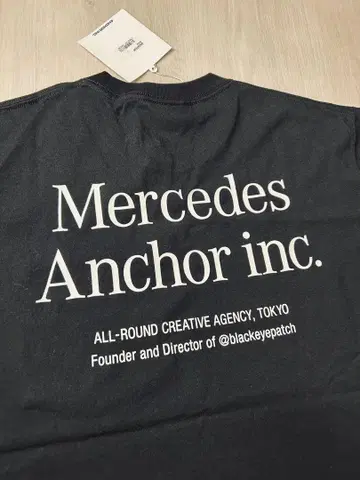 Mercedes
Anchor inc.
ALL-ROUND CREATIVE AGENCY, TOKYO
Founder and Director of @blackeyepatch